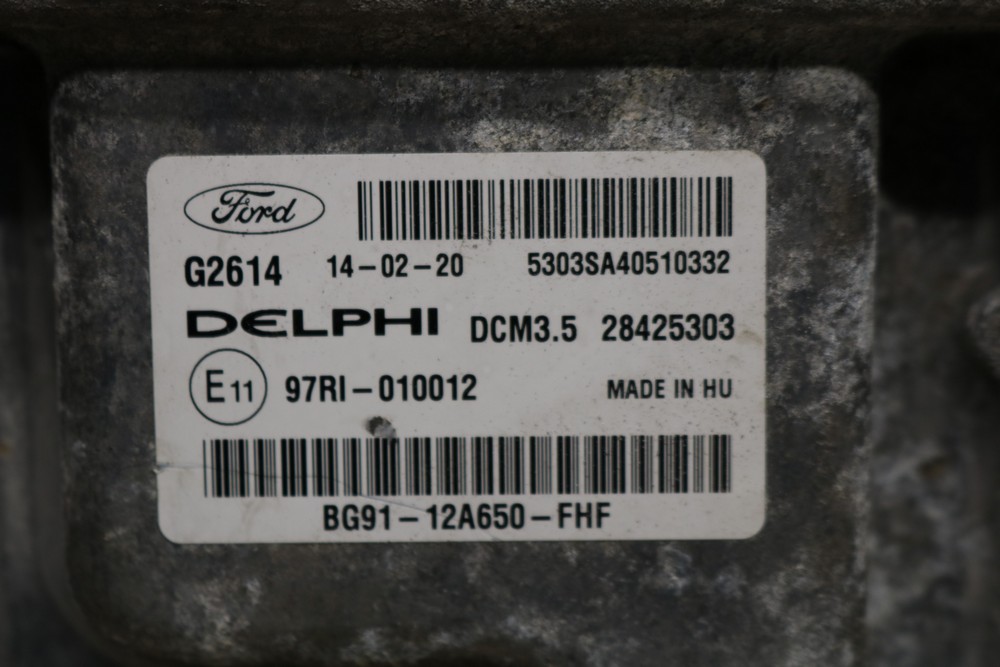 Ford
G2614 14-02-20 5303SA40510332
DELPHI DCM3.5 28425303
E11 97RI-010012 MADE IN HU
BG91-12A650-FHF